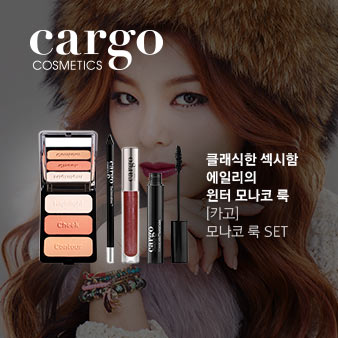 cargo
COSMETICS
클래식한 섹시함
에일리의
윈터 모나코 룩
[카고]
모나코 룩 SET
Highlight
Cheek
Contour
cargo
cargo